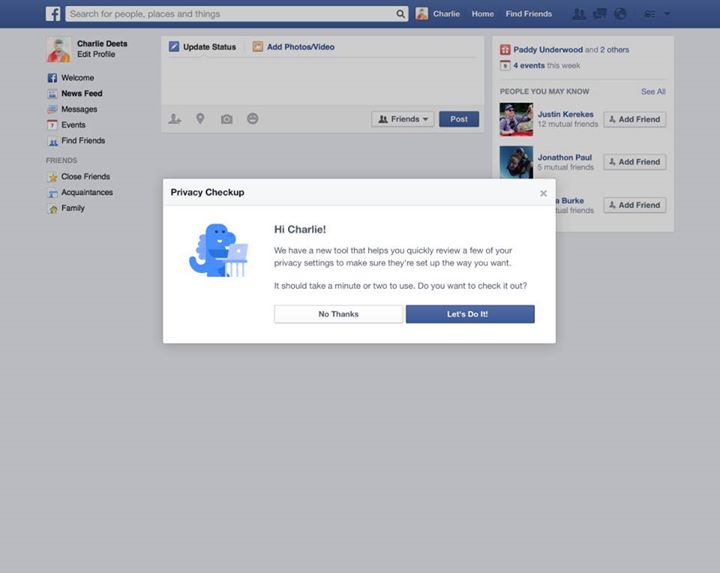 Search for people, places and things
Charlie Home Find Friends
Charlie Deets
Edit Profile
Welcome
News Feed
Messages
Events
Find Friends
FRIENDS
Close Friends
Acquaintances
Family
Update Status Add Photos/Video
Friends Post
Paddy Underwood and 2 others
4 events this week
PEOPLE YOU MAY KNOW See All
Justin Kerekes
12 mutual friends
Add Friend
Jonathon Paul
5 mutual friends
Add Friend
a Burke
tual friends
Add Friend
Privacy Checkup
Hi Charlie!
We have a new tool that helps you quickly review a few of your
privacy settings to make sure they're set up the way you want.
It should take a minute or two to use. Do you want to check it out?
No Thanks Let's Do It!